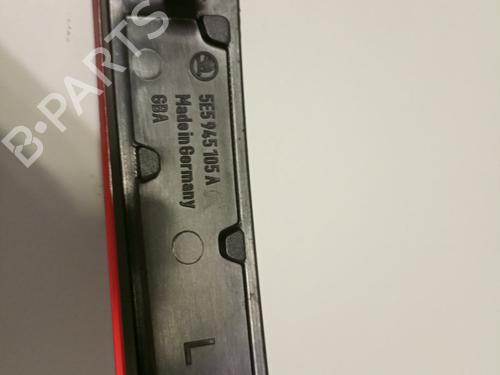 B-PARTS
5E5 945 105 A
Made in Germany
GBA
L